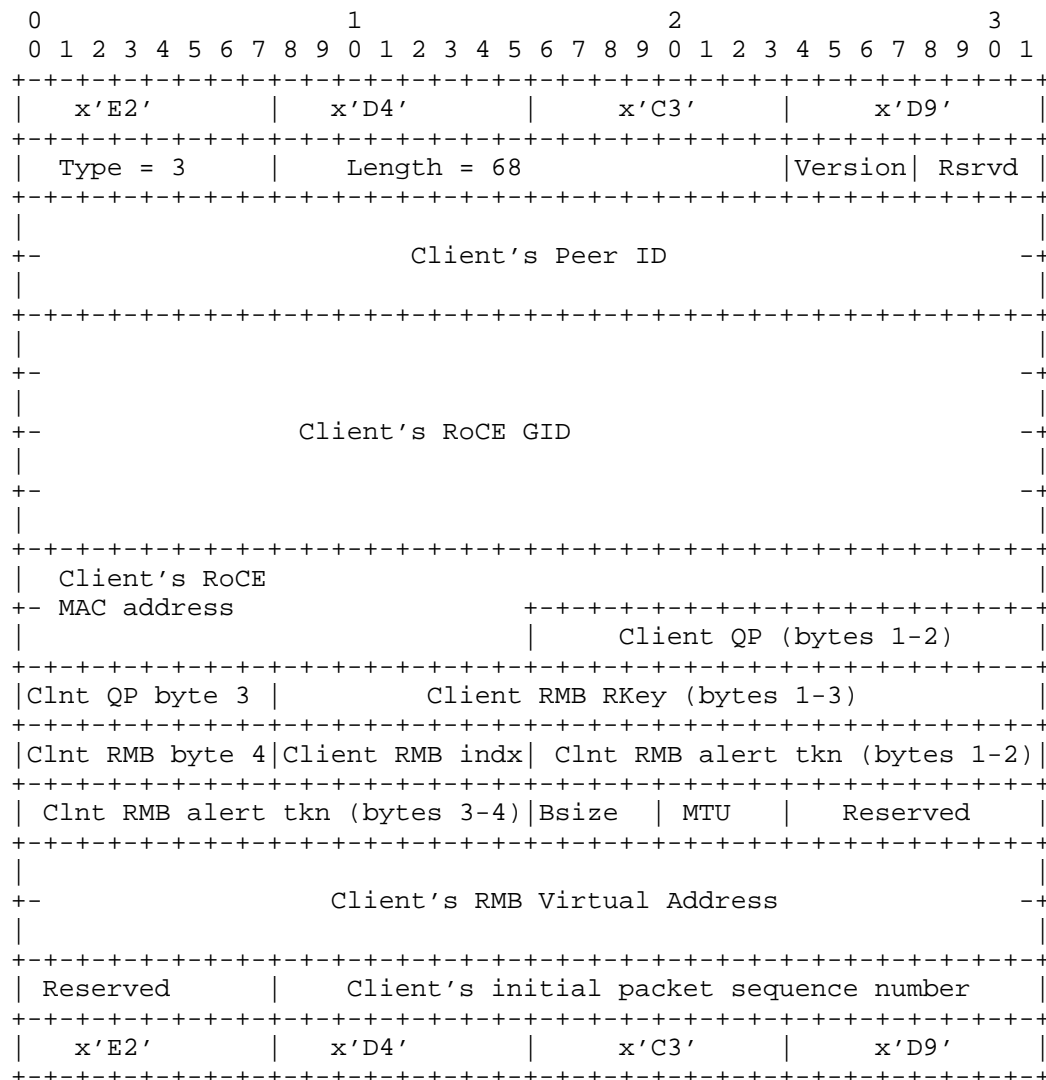 0                   1                   2                   3
0 1 2 3 4 5 6 7 8 9 0 1 2 3 4 5 6 7 8 9 0 1 2 3 4 5 6 7 8 9 0 1
x'E2' x'D4' x'C3' x'D9'
Type = 3 Length = 68 Version Rsrvd
Client's Peer ID
Client's RoCE GID
Client's RoCE
MAC address
Client QP (bytes 1-2)
Clnt QP byte 3 Client RMB RKey (bytes 1-3)
Clnt RMB byte 4 Client RMB indx Clnt RMB alert tkn (bytes 1-2)
Clnt RMB alert tkn (bytes 3-4) Bsize MTU Reserved
Client's RMB Virtual Address
Reserved Client's initial packet sequence number
x'E2' x'D4' x'C3' x'D9'